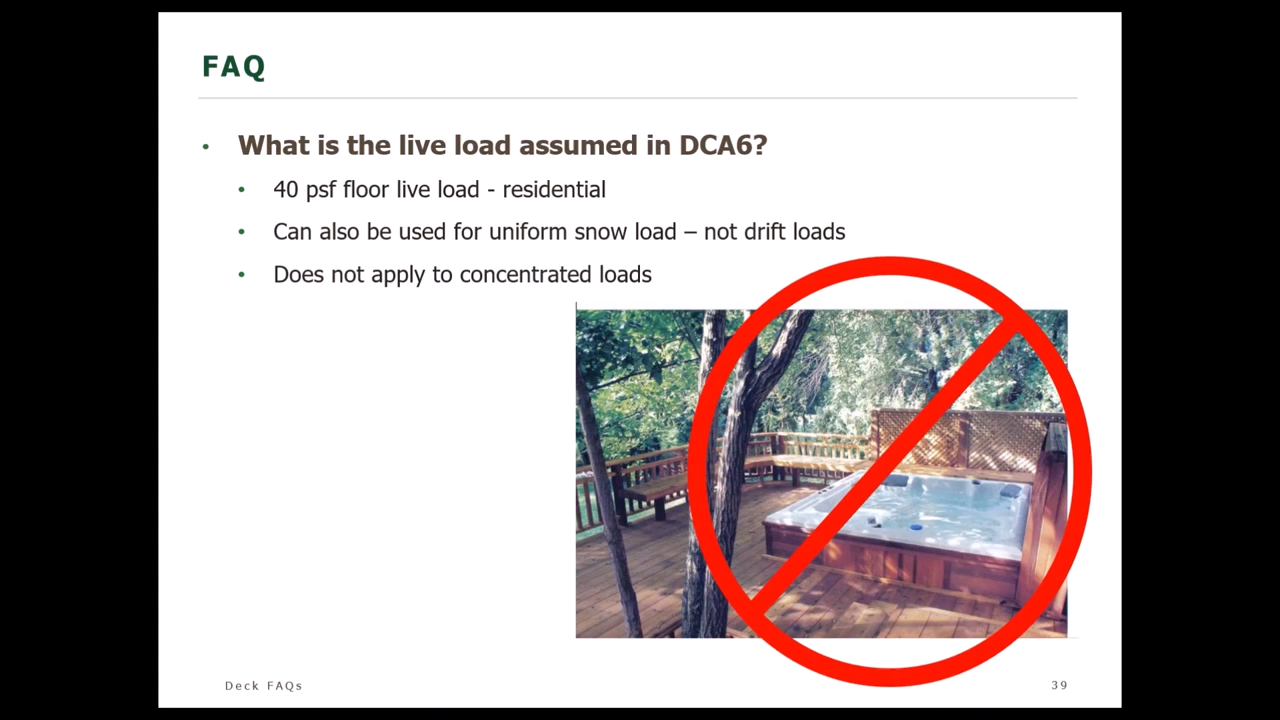 FAQ
• What is the live load assumed in DCA6?
• 40 psf floor live load - residential
• Can also be used for uniform snow load – not drift loads
• Does not apply to concentrated loads
Deck FAQs
39